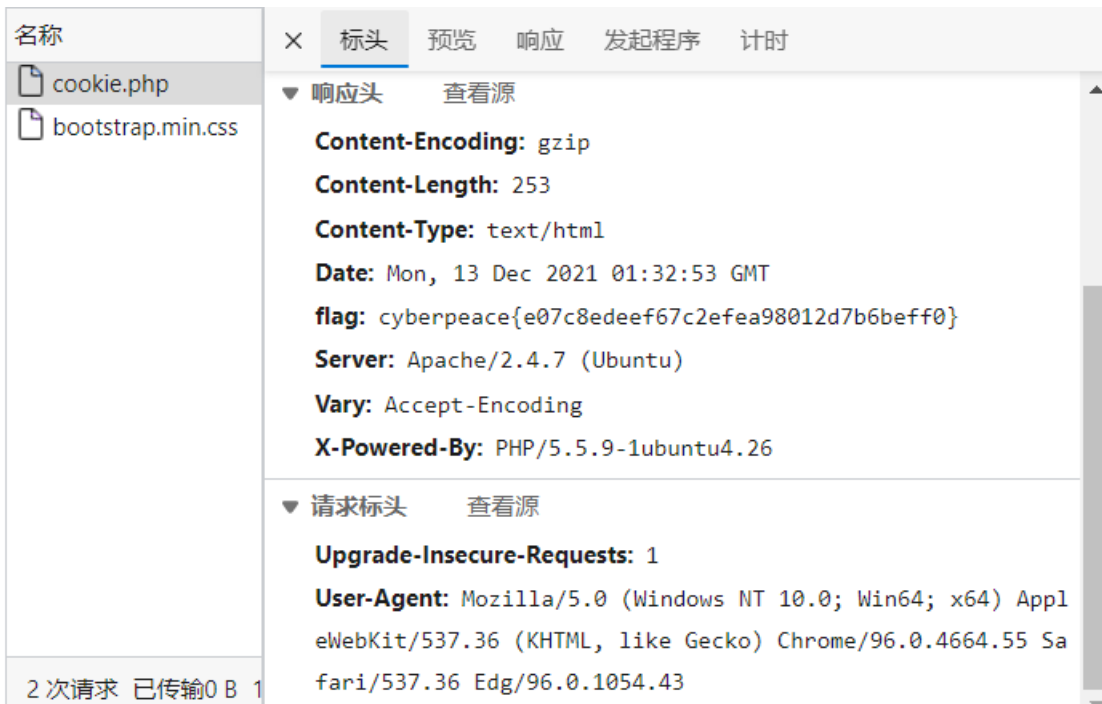 名称
cookie.php
bootstrap.min.css
2 次请求 已传输0 B 1
× 标头 预览 响应 发起程序 计时
▼ 响应头 查看源
Content-Encoding: gzip
Content-Length: 253
Content-Type: text/html
Date: Mon, 13 Dec 2021 01:32:53 GMT
flag: cyberpeace{e07c8edeef67c2efea98012d7b6beff0}
Server: Apache/2.4.7 (Ubuntu)
Vary: Accept-Encoding
X-Powered-By: PHP/5.5.9-1ubuntu4.26
▼ 请求标头 查看源
Upgrade-Insecure-Requests: 1
User-Agent: Mozilla/5.0 (Windows NT 10.0; Win64; x64) Appl
eWebKit/537.36 (KHTML, like Gecko) Chrome/96.0.4664.55 Sa
fari/537.36 Edg/96.0.1054.43